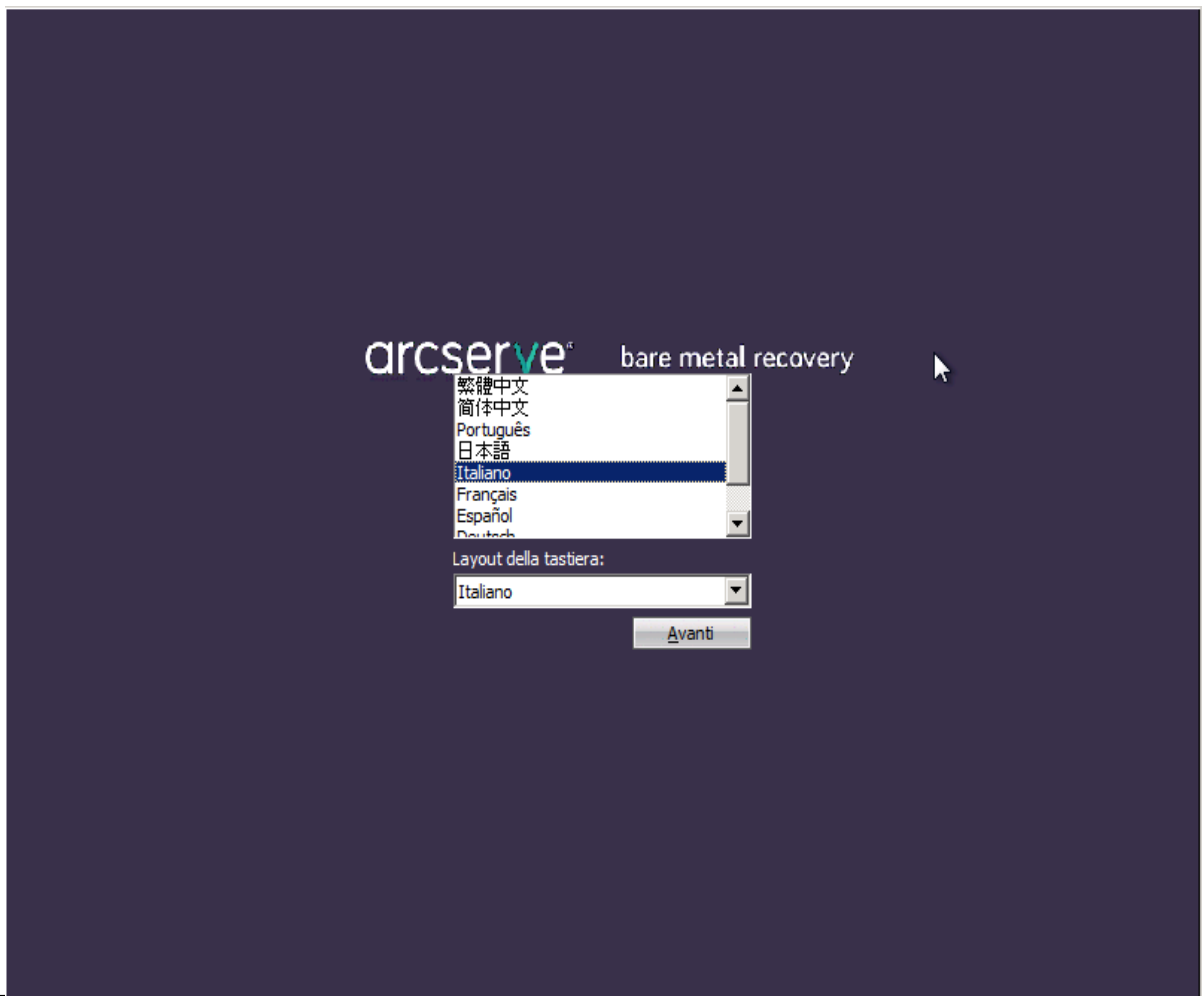 arcserve® bare metal recovery
繁體中文
简体中文
Português
日本語
Italiano
Français
Español
Deutsch
Layout della tastiera:
Italiano
Avanti